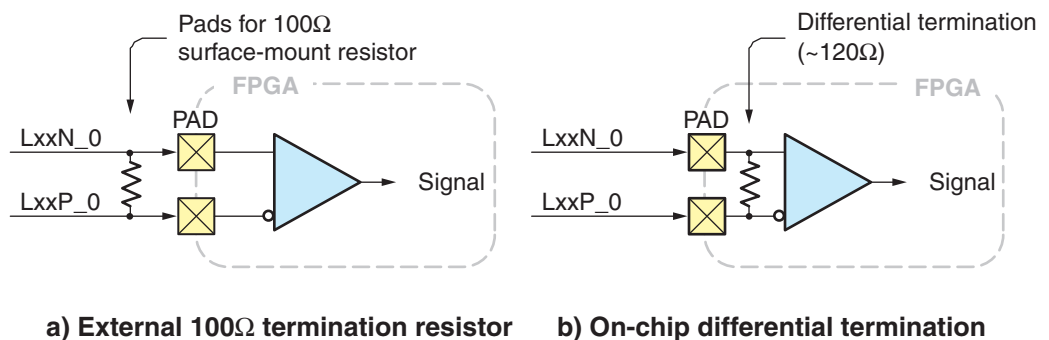 Pads for 100Ω
surface-mount resistor
FPGA
PAD
LxxN_0
LxxP_0
Signal
a) External 100Ω termination resistor
Differential termination
(~120Ω)
FPGA
PAD
LxxN_0
LxxP_0
Signal
b) On-chip differential termination